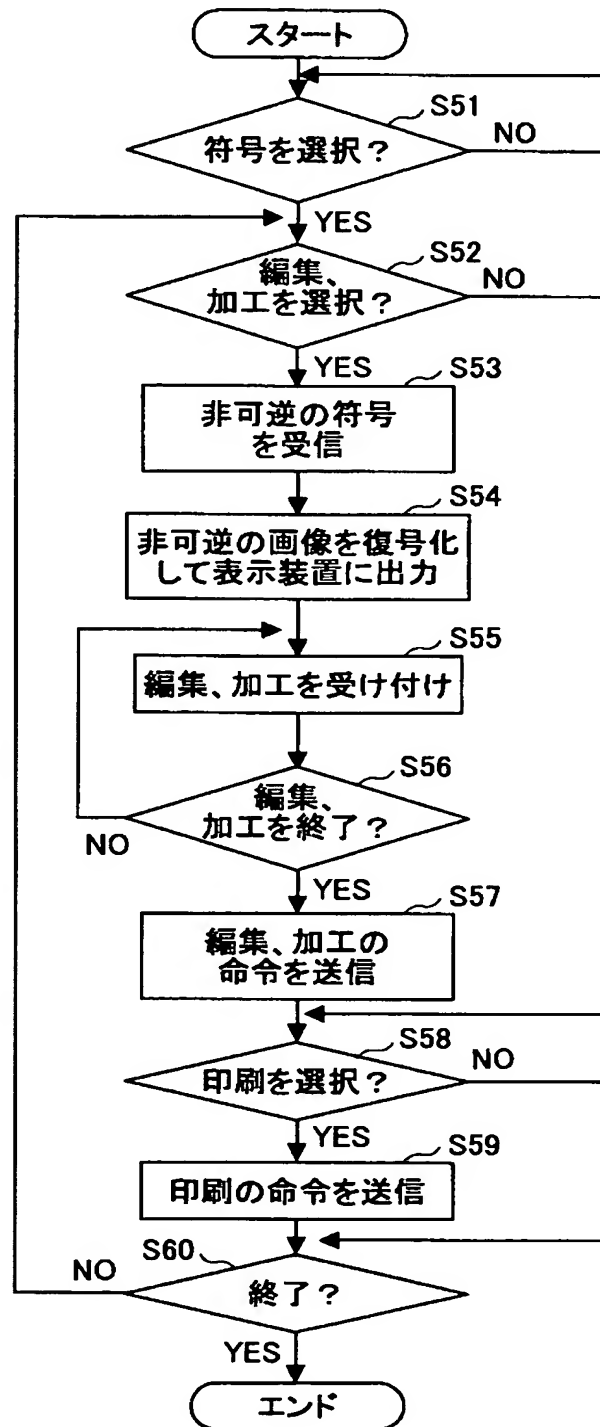 スタート
S51
符号を選択？
NO
YES
S52
編集、
加工を選択？
NO
YES
S53
非可逆の符号
を受信
S54
非可逆の画像を復号化
して表示装置に出力
S55
編集、加工を受け付け
S56
編集、
加工を終了？
NO
YES
S57
編集、加工の
命令を送信
S58
印刷を選択？
NO
YES
S59
印刷の命令を送信
S60
終了？
NO
YES
エンド